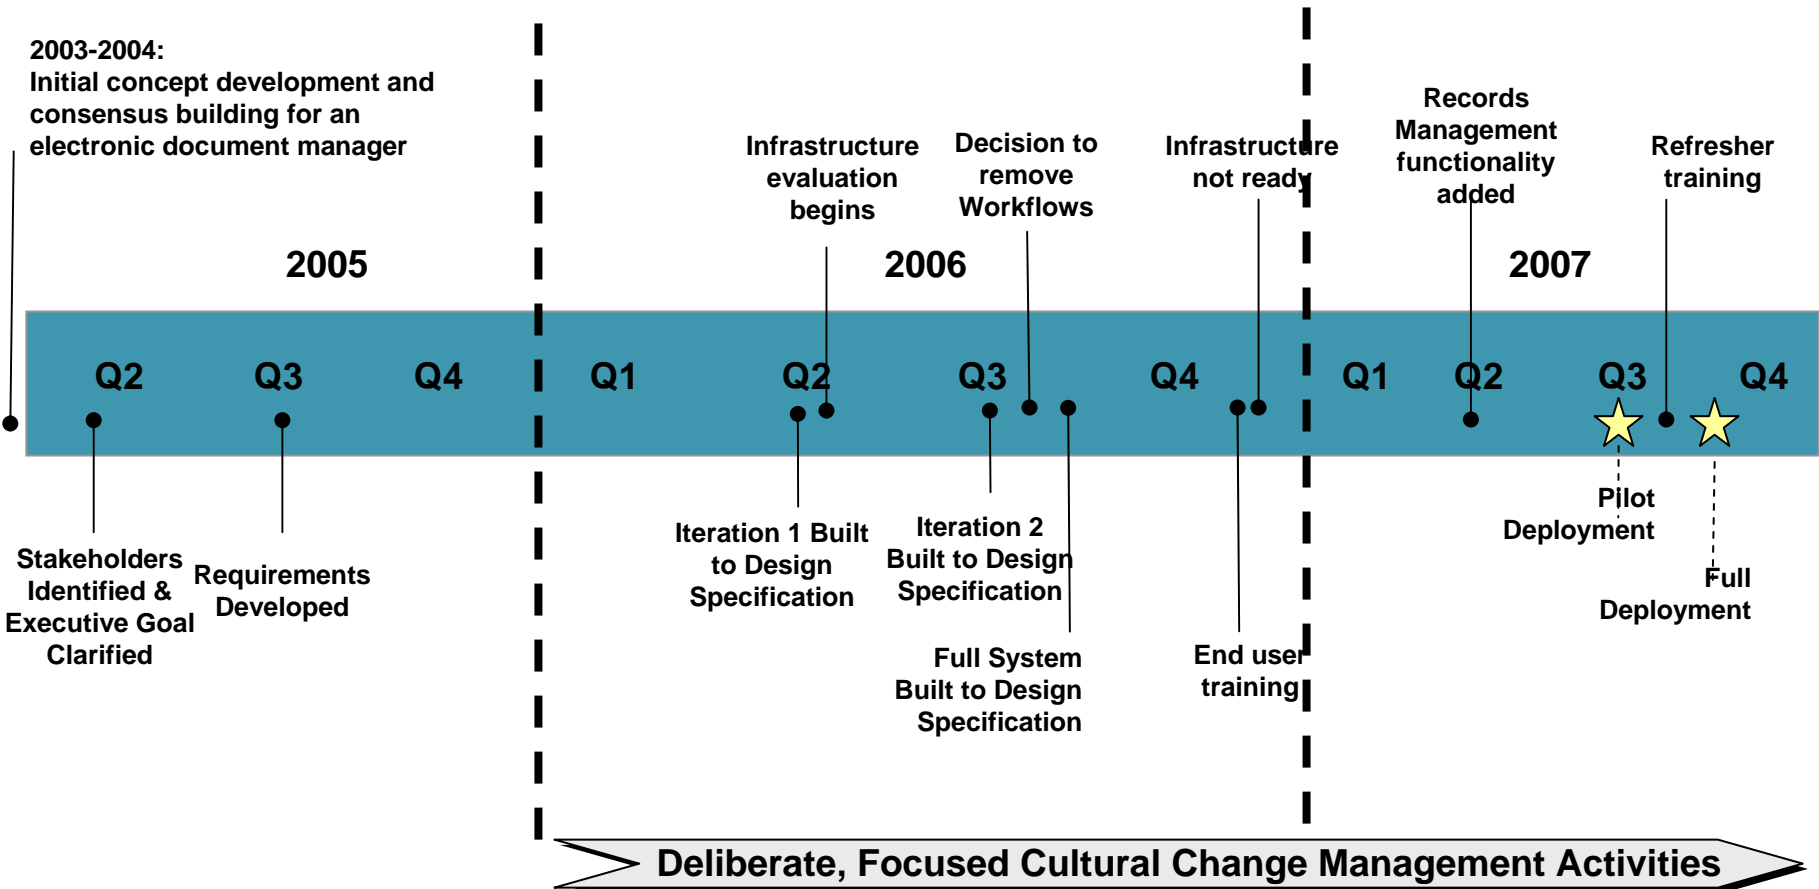 2003-2004:
Initial concept development and
consensus building for an
electronic document manager
Infrastructure
evaluation
begins
Decision to
remove
Workflows
Infrastructure
not ready
Records
Management
functionality
added
Refresher
training
2005
2006
2007
Q2
Q3
Q4
Q1
Q2
Q3
Q4
Q1
Q2
Q3
Q4
Stakeholders
Identified &
Executive Goal
Clarified
Requirements
Developed
Iteration 1 Built
to Design
Specification
Iteration 2
Built to Design
Specification
Full System
Built to Design
Specification
End user
training
Pilot
Deployment
Full
Deployment
Deliberate, Focused Cultural Change Management Activities